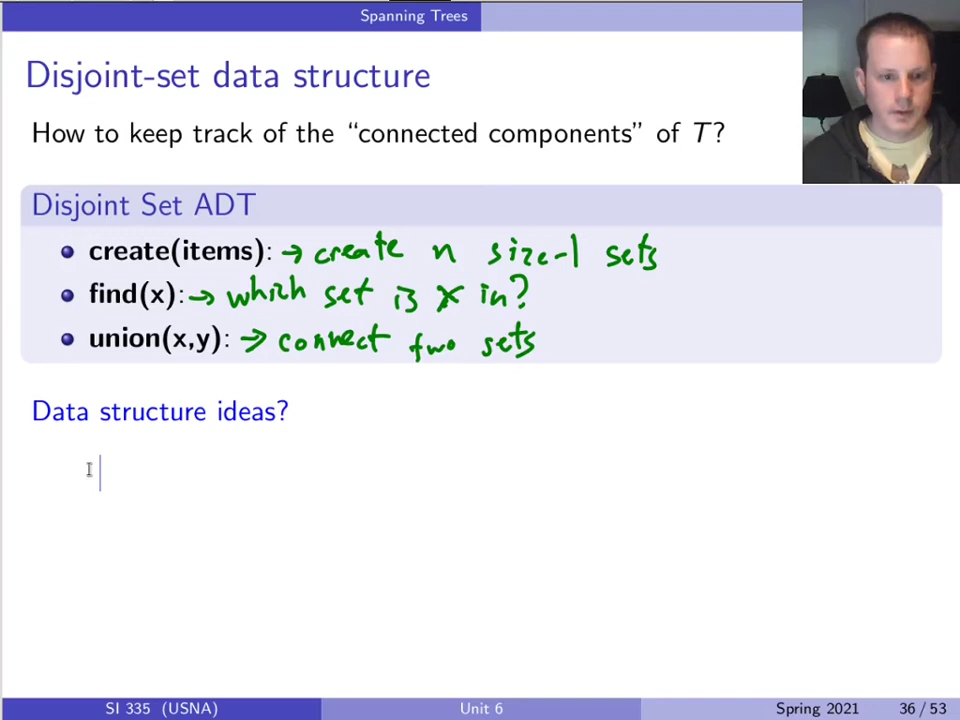 Spanning Trees
Disjoint-set data structure
How to keep track of the “connected components” of T?
Disjoint Set ADT
create(items): → create n size-1 sets
find(x): → which set is x in?
union(x,y): → connect two sets
Data structure ideas?
SI 335 (USNA) Unit 6 Spring 2021 36 / 53